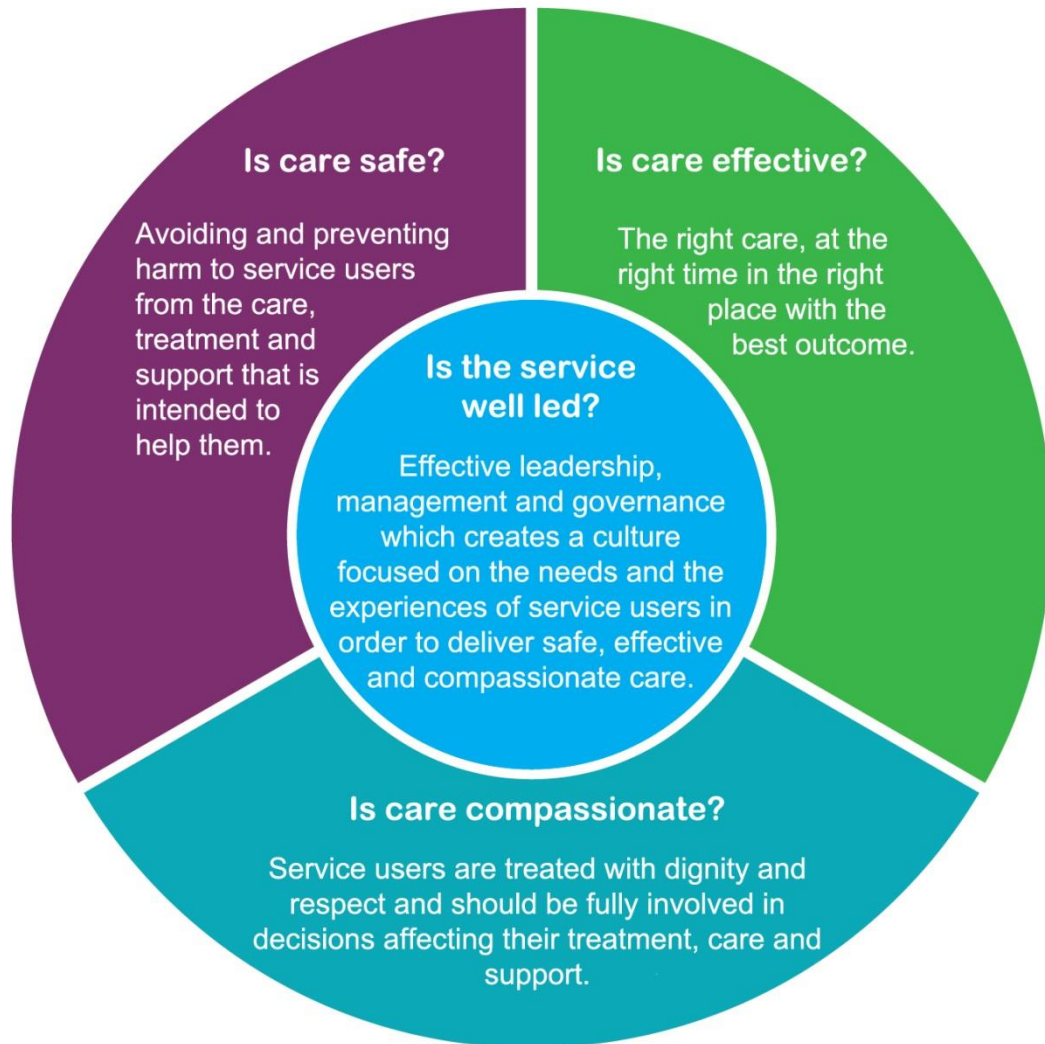 Is care safe?
Avoiding and preventing
harm to service users
from the care,
treatment and
support that is
intended to
help them.
Is care effective?
The right care, at the
right time in the right
place with the
best outcome.
Is the service
well led?
Effective leadership,
management and governance
which creates a culture
focused on the needs and the
experiences of service users in
order to deliver safe, effective
and compassionate care.
Is care compassionate?
Service users are treated with dignity and
respect and should be fully involved in
decisions affecting their treatment, care and
support.